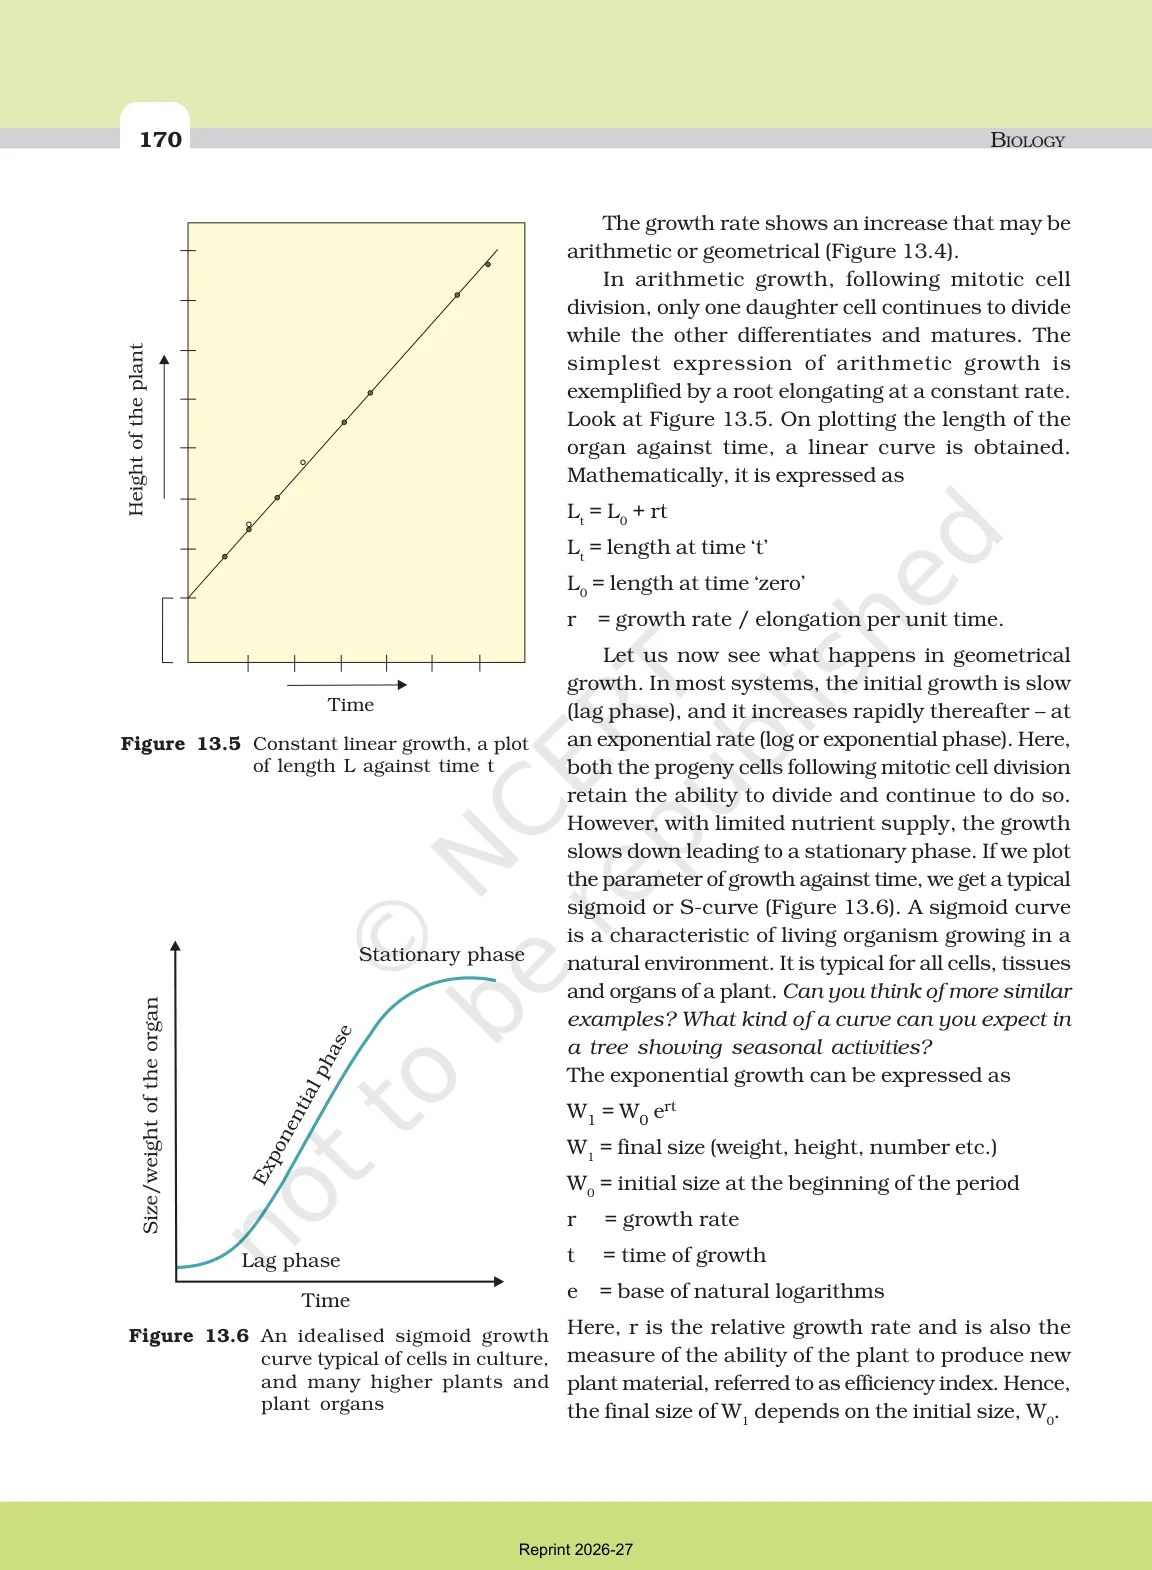 170
BIOLOGY
Height of the plant
Time
Figure 13.5 Constant linear growth, a plot
of length L against time t
Stationary phase
Exponential phase
Lag phase
Size/weight of the organ
Time
Figure 13.6 An idealised sigmoid growth
curve typical of cells in culture,
and many higher plants and
plant organs
The growth rate shows an increase that may be
arithmetic or geometrical (Figure 13.4).
In arithmetic growth, following mitotic cell
division, only one daughter cell continues to divide
while the other differentiates and matures. The
simplest expression of arithmetic growth is
exemplified by a root elongating at a constant rate.
Look at Figure 13.5. On plotting the length of the
organ against time, a linear curve is obtained.
Mathematically, it is expressed as
Lt = L0 + rt
Lt = length at time ‘t’
L0 = length at time ‘zero’
r = growth rate / elongation per unit time.
Let us now see what happens in geometrical
growth. In most systems, the initial growth is slow
(lag phase), and it increases rapidly thereafter – at
an exponential rate (log or exponential phase). Here,
both the progeny cells following mitotic cell division
retain the ability to divide and continue to do so.
However, with limited nutrient supply, the growth
slows down leading to a stationary phase. If we plot
the parameter of growth against time, we get a typical
sigmoid or S-curve (Figure 13.6). A sigmoid curve
is a characteristic of living organism growing in a
natural environment. It is typical for all cells, tissues
and organs of a plant. Can you think of more similar
examples? What kind of a curve can you expect in
a tree showing seasonal activities?
The exponential growth can be expressed as
W1 = W0 e^rt
W1 = final size (weight, height, number etc.)
W0 = initial size at the beginning of the period
r = growth rate
t = time of growth
e = base of natural logarithms
Here, r is the relative growth rate and is also the
measure of the ability of the plant to produce new
plant material, referred to as efficiency index. Hence,
the final size of W1 depends on the initial size, W0.
© NCERT
not to be republished
Reprint 2026-27